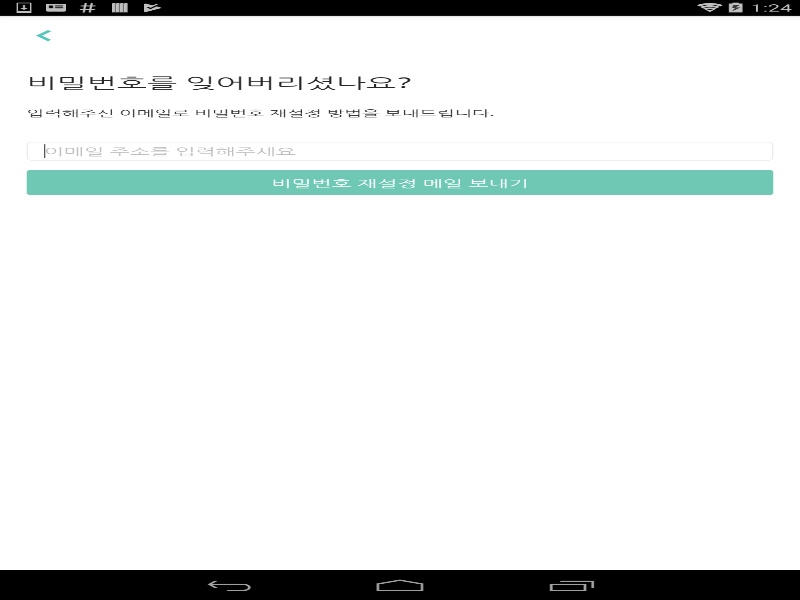 1:24
비밀번호를 잊어버리셨나요?
입력해주신 이메일로 비밀번호 재설정 방법을 보내드립니다.
이메일 주소를 입력해주세요
비밀번호 재설정 메일 보내기